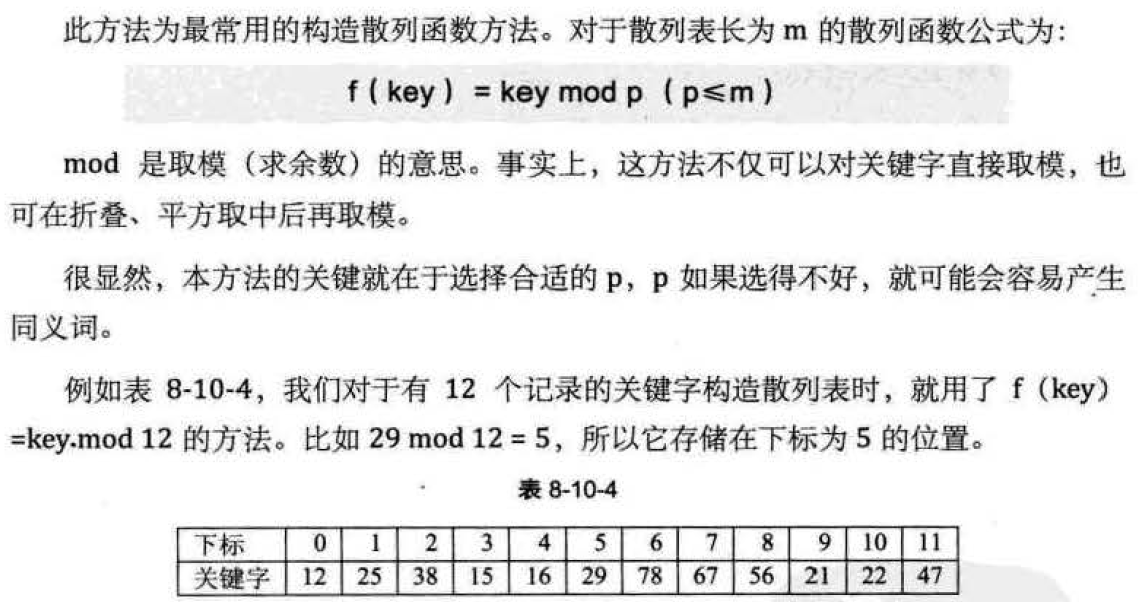 此方法为最常用的构造散列函数方法。对于散列表长为 m 的散列函数公式为：
f ( key ) = key mod p ( p≤m )
mod 是取模（求余数）的意思。事实上，这方法不仅可以对关键字直接取模，也
可在折叠、平方取中后再取模。
很显然，本方法的关键就在于选择合适的 p，p 如果选得不好，就可能会容易产生
同义词。
例如表 8-10-4，我们对于有 12 个记录的关键字构造散列表时，就用了 f（key）
=key.mod 12 的方法。比如 29 mod 12 = 5，所以它存储在下标为 5 的位置。
表 8-10-4
下标 0 1 2 3 4 5 6 7 8 9 10 11
关键字 12 25 38 15 16 29 78 67 56 21 22 47